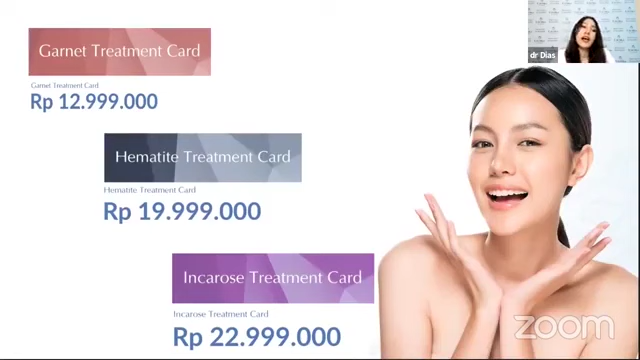 Garnet Treatment Card
Garnet Treatment Card
Rp 12.999.000
dr Dias
Hematite Treatment Card
Hematrite Treatment Card
Rp 19.999.000
Incarose Treatment Card
Incarose Treatment Card
Rp 22.999.000
zoom